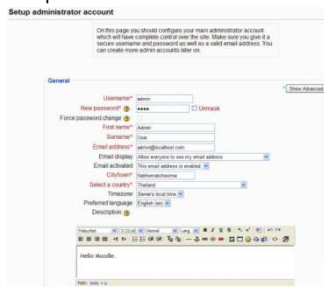 Setup administrator account
On this page you should configure your main administrator account
which will have complete control over the site. Make sure you give it a
secure username and password as well as a valid email address. You
can create more admin accounts later on.
General
* Show Advanced
Username* admin
New password* •••• Unmask
Force password change
First name* Admin
Surname* User
Email address* admin@localhost.com
Email display Allow everyone to see my email address
Email activated This email address is enabled
City/town*
Select a country* Thailand
Timezone Server's local time
Preferred language English (en)
Description
Trebuchet Normal Lang
Hello Moodle.
Path: body